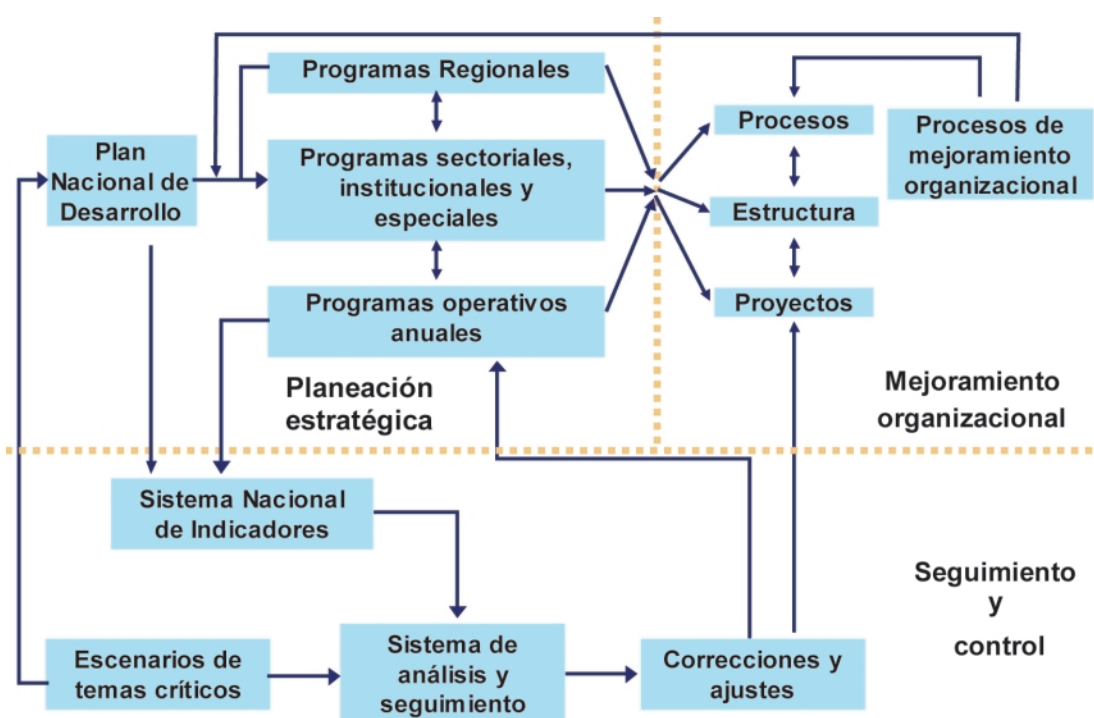 Programas Regionales
Plan
Nacional de
Desarrollo
Programas sectoriales,
institucionales y
especiales
Programas operativos
anuales
Planeación
estratégica
Procesos
Estructura
Proyectos
Procesos de
mejoramiento
organizacional
Mejoramiento
organizacional
Sistema Nacional
de Indicadores
Escenarios de
temas críticos
Sistema de
análisis y
seguimiento
Correcciones y
ajustes
Seguimiento
y
control